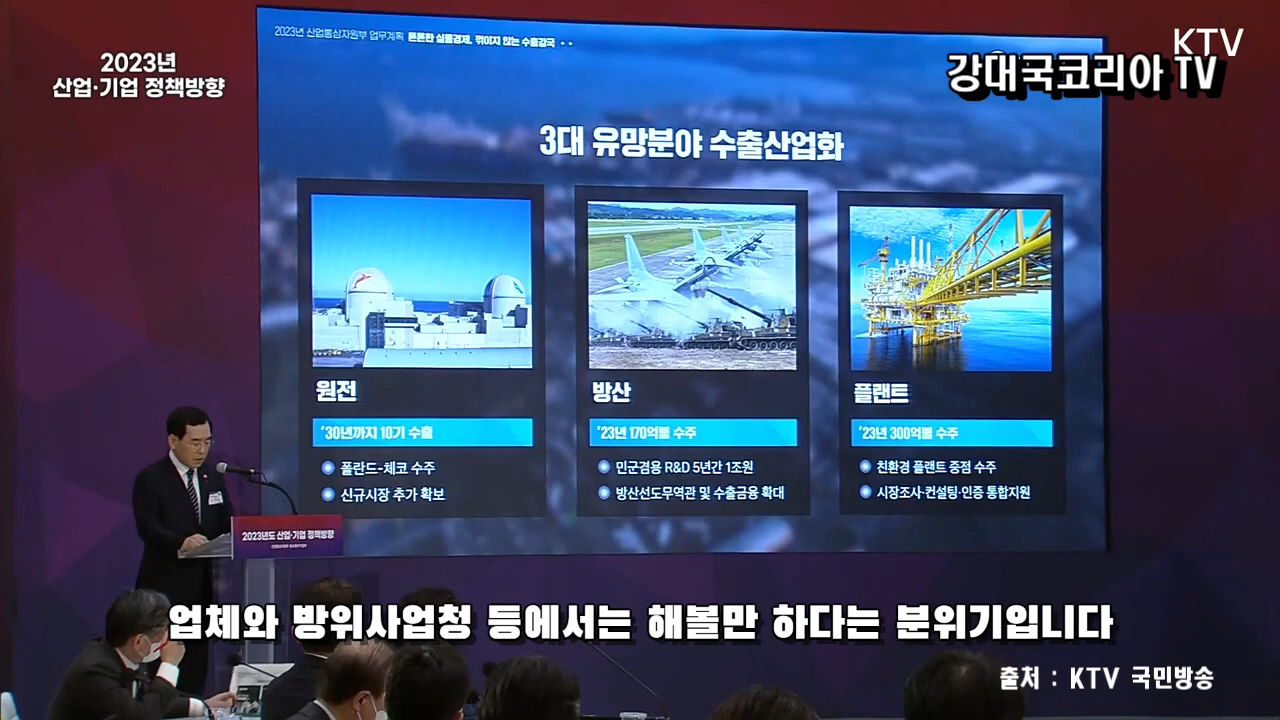 2023년 산업통상자원부 업무계획 튼튼한 실물경제, 꺾이지 않는 수출강국
KTV
2023년
산업·기업 정책방향
강대국코리아 TV
3대 유망분야 수출산업화
원전
'30년까지 10기 수출
폴란드-체코 수주
신규시장 추가 확보
방산
'23년 170억불 수주
민군겸용 R&D 5년간 1조원
방산선도무역관 및 수출금융 확대
플랜트
'23년 300억불 수주
친환경 플랜트 중점 수주
시장조사·컨설팅·인증 통합지원
2023년도 산업·기업 정책방향
업체와 방위사업청 등에서는 해볼만 하다는 분위기입니다
출처 : KTV 국민방송